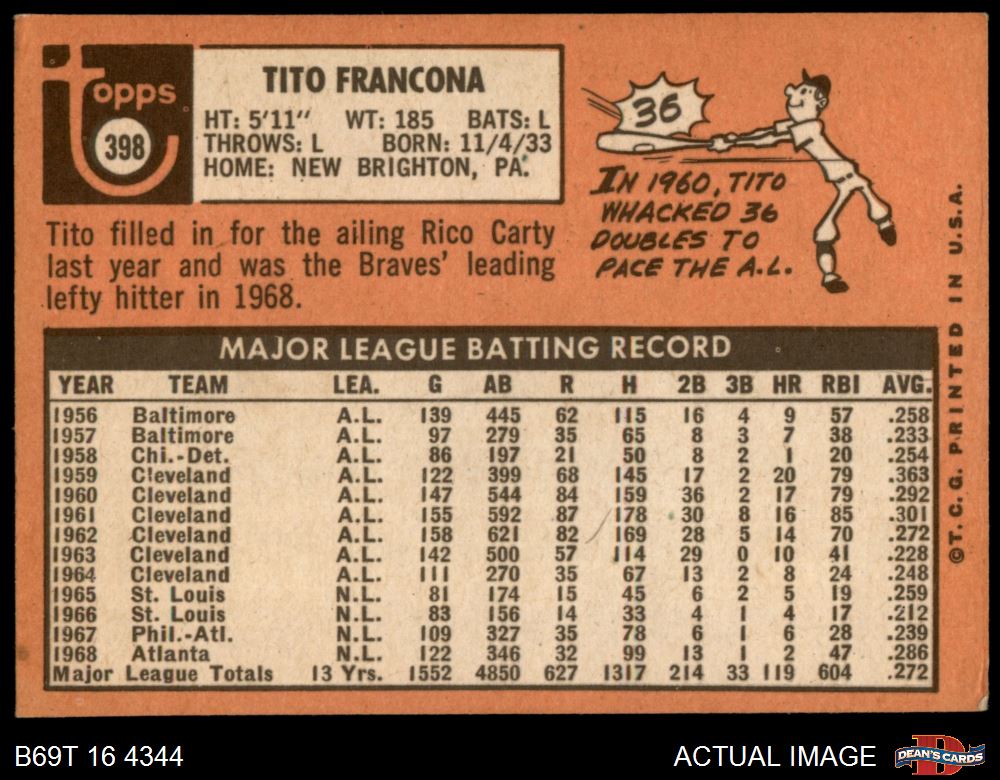 Topps
398
TITO FRANCONA
HT: 5'11" WT: 185 BATS: L
THROWS: L BORN: 11/4/33
HOME: NEW BRIGHTON, PA.
36
IN 1960, TITO
WHACKED 36
DOUBLES TO
PACE THE A.L.
Tito filled in for the ailing Rico Carty
last year and was the Braves' leading
lefty hitter in 1968.
MAJOR LEAGUE BATTING RECORD
YEAR TEAM LEA. G AB R H 2B 3B HR RBI AVG.
1956 Baltimore A.L. 139 445 62 115 16 4 9 57 .258
1957 Baltimore A.L. 97 279 35 65 8 3 7 38 .233
1958 Chi.-Det. A.L. 86 197 21 50 8 2 1 20 .254
1959 Cleveland A.L. 122 399 68 145 17 2 20 79 .363
1960 Cleveland A.L. 147 544 84 159 36 2 17 79 .292
1961 Cleveland A.L. 155 592 87 178 30 8 16 85 .301
1962 Cleveland A.L. 158 621 82 169 28 5 14 70 .272
1963 Cleveland A.L. 142 500 57 114 29 0 10 41 .228
1964 Cleveland A.L. 111 270 35 67 13 2 8 24 .248
1965 St. Louis N.L. 81 174 15 45 6 2 5 19 .259
1966 St. Louis N.L. 83 156 14 33 4 1 4 17 .212
1967 Phil.-Atl. N.L. 109 327 35 78 6 1 6 28 .239
1968 Atlanta N.L. 122 346 32 99 13 1 2 47 .286
Major League Totals 13 Yrs. 1552 4850 627 1317 214 33 119 604 .272
©T. C. G. PRINTED IN U.S.A.
B69T 16 4344
ACTUAL IMAGE
D
DEAN'S CARDS